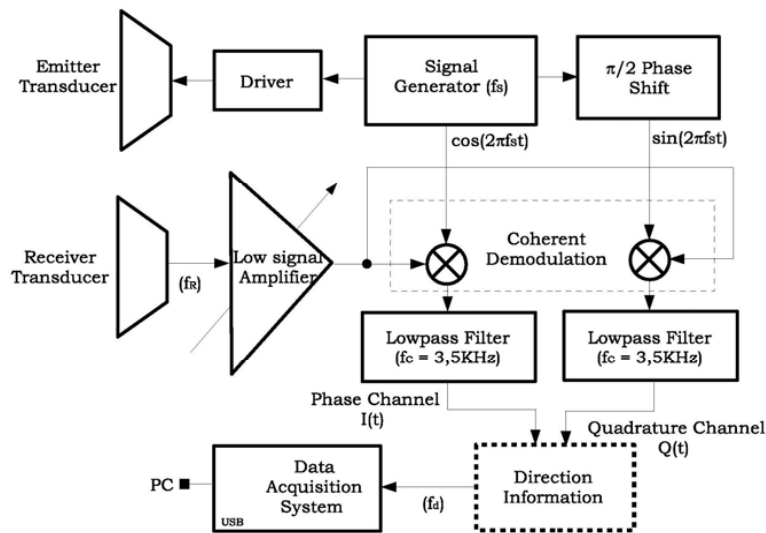 Emitter
Transducer
Driver
Signal
Generator (fs)
π/2 Phase
Shift
cos(2πfst)
sin(2πfst)
Receiver
Transducer
(fR)
Low signal
Amplifier
Coherent
Demodulation
Lowpass Filter
(fc = 3,5KHz)
Lowpass Filter
(fc = 3,5KHz)
Phase Channel
I(t)
Quadrature Channel
Q(t)
PC
Data
Acquisition
System
USB
(fd)
Direction
Information